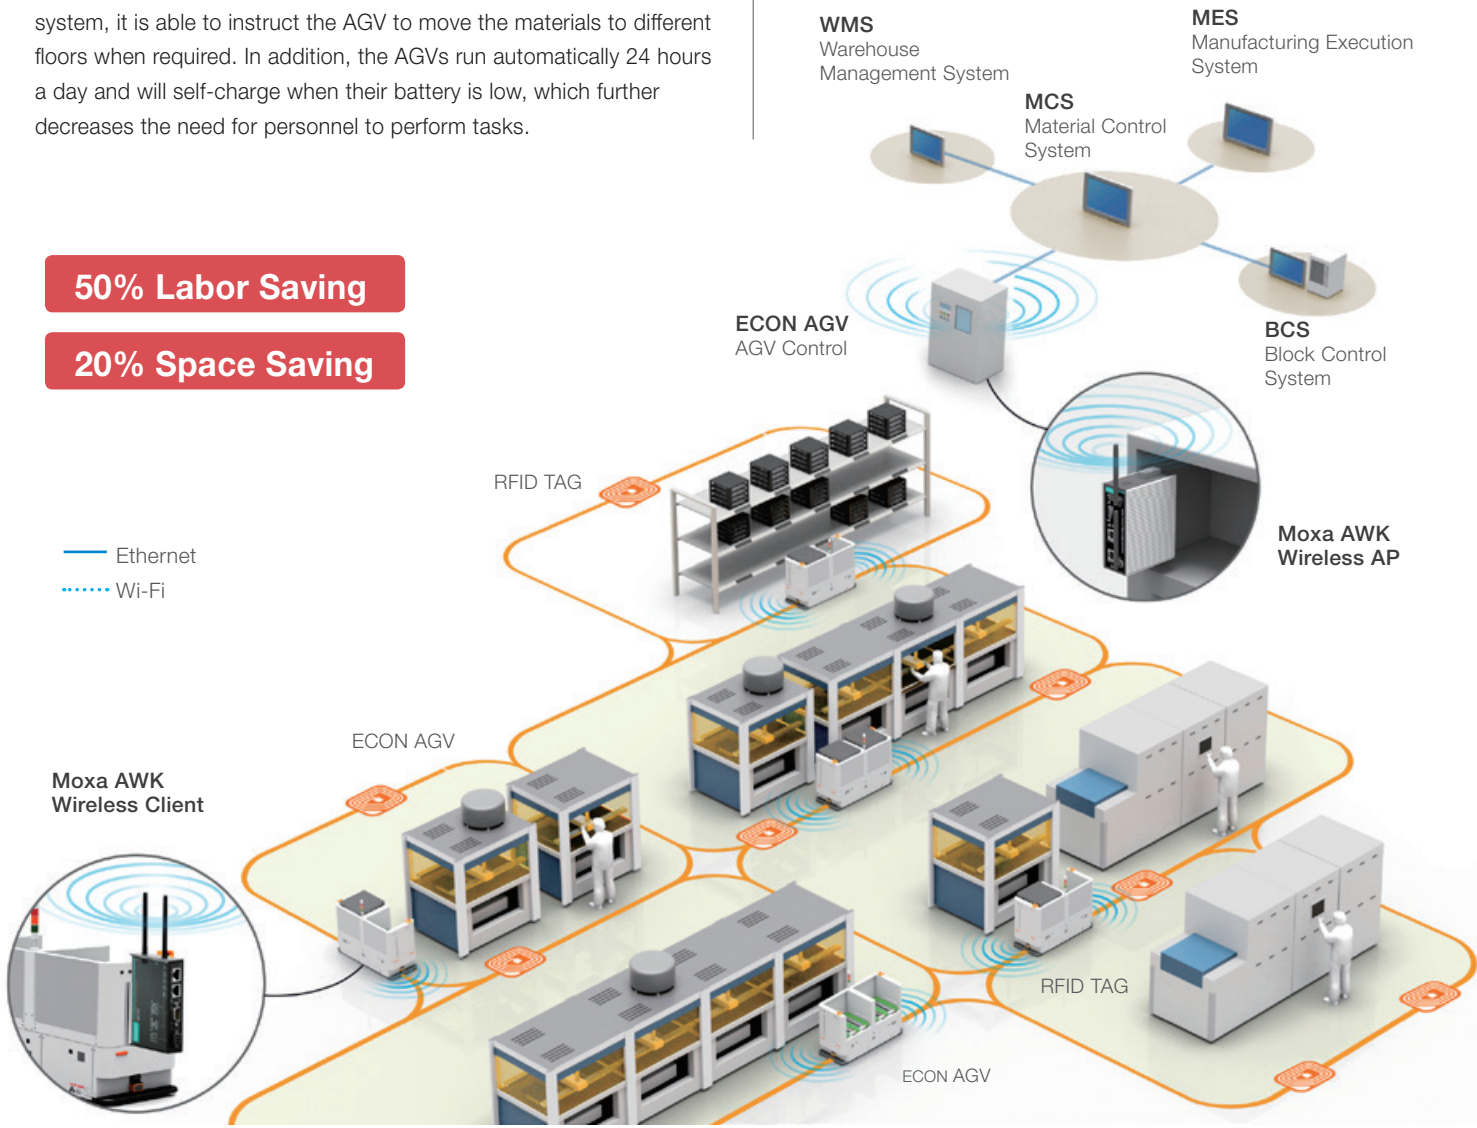 system, it is able to instruct the AGV to move the materials to different
floors when required. In addition, the AGVs run automatically 24 hours
a day and will self-charge when their battery is low, which further
decreases the need for personnel to perform tasks.
50% Labor Saving
20% Space Saving
Ethernet
Wi-Fi
WMS
Warehouse
Management System
MES
Manufacturing Execution
System
MCS
Material Control
System
BCS
Block Control
System
ECON AGV
AGV Control
RFID TAG
Moxa AWK
Wireless AP
ECON AGV
Moxa AWK
Wireless Client
RFID TAG
ECON AGV